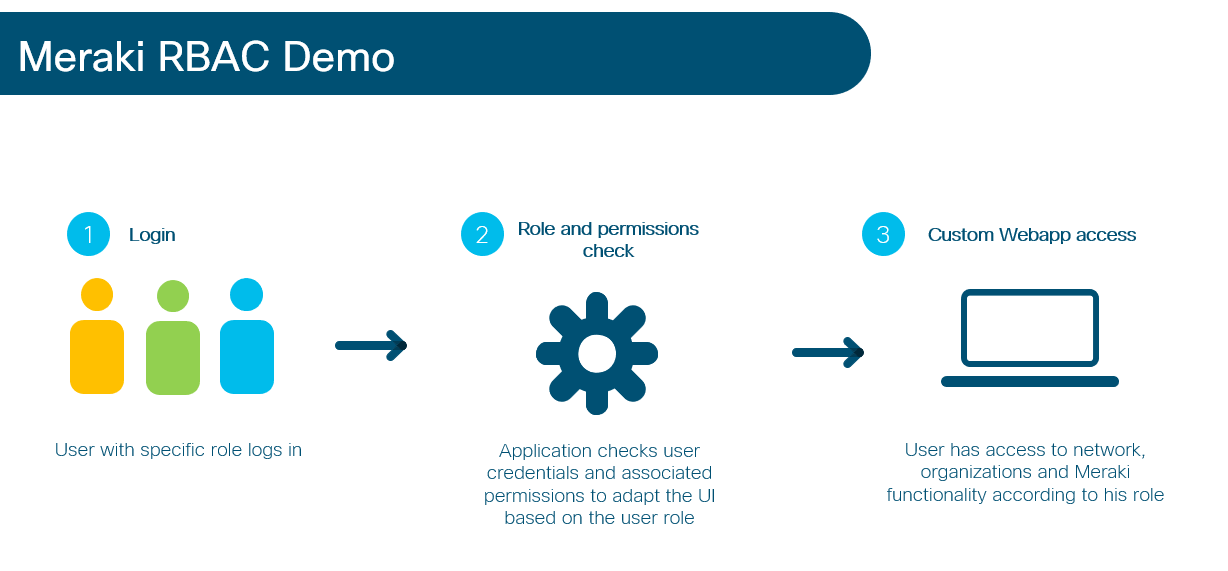 Meraki RBAC Demo
1
Login
User with specific role logs in
2
Role and permissions
check
Application checks user
credentials and associated
permissions to adapt the UI
based on the user role
3
Custom Webapp access
User has access to network,
organizations and Meraki
functionality according to his role